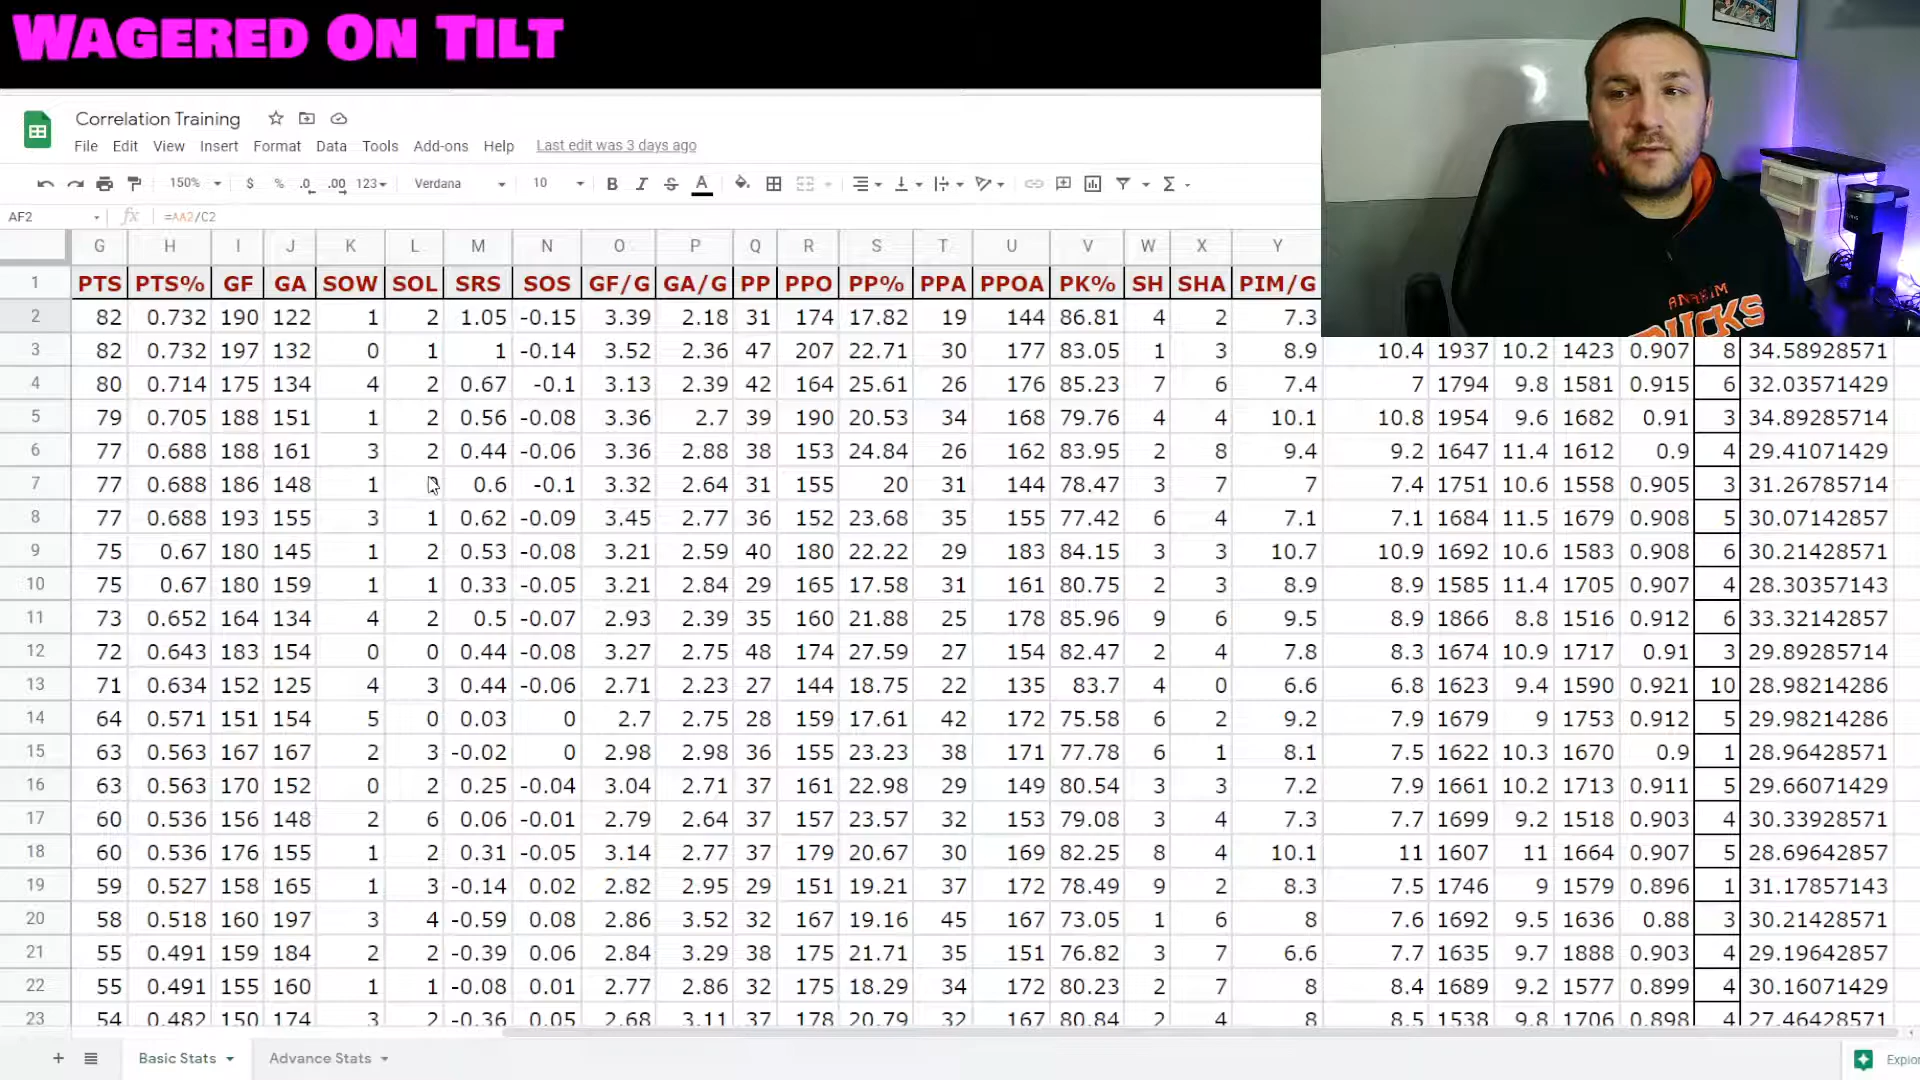 WAGERED ON TILT
Correlation Training
File Edit View Insert Format Data Tools Add-ons Help Last edit was 3 days ago
150% $ % .0 .00 123 Verdana 10 B I S A
AF2 fx =AA2/C2
G H I J K L M N O P Q R S T U V W X Y
1 PTS PTS% GF GA SOW SOL SRS SOS GF/G GA/G PP PPO PP% PPA PPOA PK% SH SHA PIM/G
2 82 0.732 190 122 1 2 1.05 -0.15 3.39 2.18 31 174 17.82 19 144 86.81 4 2 7.3
3 82 0.732 197 132 0 1 1 -0.14 3.52 2.36 47 207 22.71 30 177 83.05 1 3 8.9 10.4 1937 10.2 1423 0.907 8 34.58928571
4 80 0.714 175 134 4 2 0.67 -0.1 3.13 2.39 42 164 25.61 26 176 85.23 7 6 7.4 7 1794 9.8 1581 0.915 6 32.03571429
5 79 0.705 188 151 1 2 0.56 -0.08 3.36 2.7 39 190 20.53 34 168 79.76 4 4 10.1 10.8 1954 9.6 1682 0.91 3 34.89285714
6 77 0.688 188 161 3 2 0.44 -0.06 3.36 2.88 38 153 24.84 26 162 83.95 2 8 9.4 9.2 1647 11.4 1612 0.9 4 29.41071429
7 77 0.688 186 148 1 0.6 -0.1 3.32 2.64 31 155 20 31 144 78.47 3 7 7 7.4 1751 10.6 1558 0.905 3 31.26785714
8 77 0.688 193 155 3 1 0.62 -0.09 3.45 2.77 36 152 23.68 35 155 77.42 6 4 7.1 7.1 1684 11.5 1679 0.908 5 30.07142857
9 75 0.67 180 145 1 2 0.53 -0.08 3.21 2.59 40 180 22.22 29 183 84.15 3 3 10.7 10.9 1692 10.6 1583 0.908 6 30.21428571
10 75 0.67 180 159 1 1 0.33 -0.05 3.21 2.84 29 165 17.58 31 161 80.75 2 3 8.9 8.9 1585 11.4 1705 0.907 4 28.30357143
11 73 0.652 164 134 4 2 0.5 -0.07 2.93 2.39 35 160 21.88 25 178 85.96 9 6 9.5 8.9 1866 8.8 1516 0.912 6 33.32142857
12 72 0.643 183 154 0 0 0.44 -0.08 3.27 2.75 48 174 27.59 27 154 82.47 2 4 7.8 8.3 1674 10.9 1717 0.91 3 29.89285714
13 71 0.634 152 125 4 3 0.44 -0.06 2.71 2.23 27 144 18.75 22 135 83.7 4 0 6.6 6.8 1623 9.4 1590 0.921 10 28.98214286
14 64 0.571 151 154 5 0 0.03 0 2.7 2.75 28 159 17.61 42 172 75.58 6 2 9.2 7.9 1679 9 1753 0.912 5 29.98214286
15 63 0.563 167 167 2 3 -0.02 0 2.98 2.98 36 155 23.23 38 171 77.78 6 1 8.1 7.5 1622 10.3 1670 0.9 1 28.96428571
16 63 0.563 170 152 0 2 0.25 -0.04 3.04 2.71 37 161 22.98 29 149 80.54 3 3 7.2 7.9 1661 10.2 1713 0.911 5 29.66071429
17 60 0.536 156 148 2 6 0.06 -0.01 2.79 2.64 37 157 23.57 32 153 79.08 3 4 7.3 7.7 1699 9.2 1518 0.903 4 30.33928571
18 60 0.536 176 155 1 2 0.31 -0.05 3.14 2.77 37 179 20.67 30 169 82.25 8 4 10.1 11 1607 11 1664 0.907 5 28.69642857
19 59 0.527 158 165 1 3 -0.14 0.02 2.82 2.95 29 151 19.21 37 172 78.49 9 2 8.3 7.5 1746 9 1579 0.896 1 31.17857143
20 58 0.518 160 197 3 4 -0.59 0.08 2.86 3.52 32 167 19.16 45 167 73.05 1 6 8 7.6 1692 9.5 1636 0.88 3 30.21428571
21 55 0.491 159 184 2 2 -0.39 0.06 2.84 3.29 38 175 21.71 35 151 76.82 3 7 6.6 7.7 1635 9.7 1888 0.903 4 29.19642857
22 55 0.491 155 160 1 1 -0.08 0.01 2.77 2.86 32 175 18.29 34 172 80.23 2 7 8 8.4 1689 9.2 1577 0.899 4 30.16071429
23 54 0.482 150 174 3 2 -0.36 0.05 2.68 3.11 37 178 20.79 32 167 80.84 2 4 8 8.5 1538 9.8 1706 0.898 4 27.46428571
Basic Stats Advance Stats Explor
ANAHEIM
DUCKS